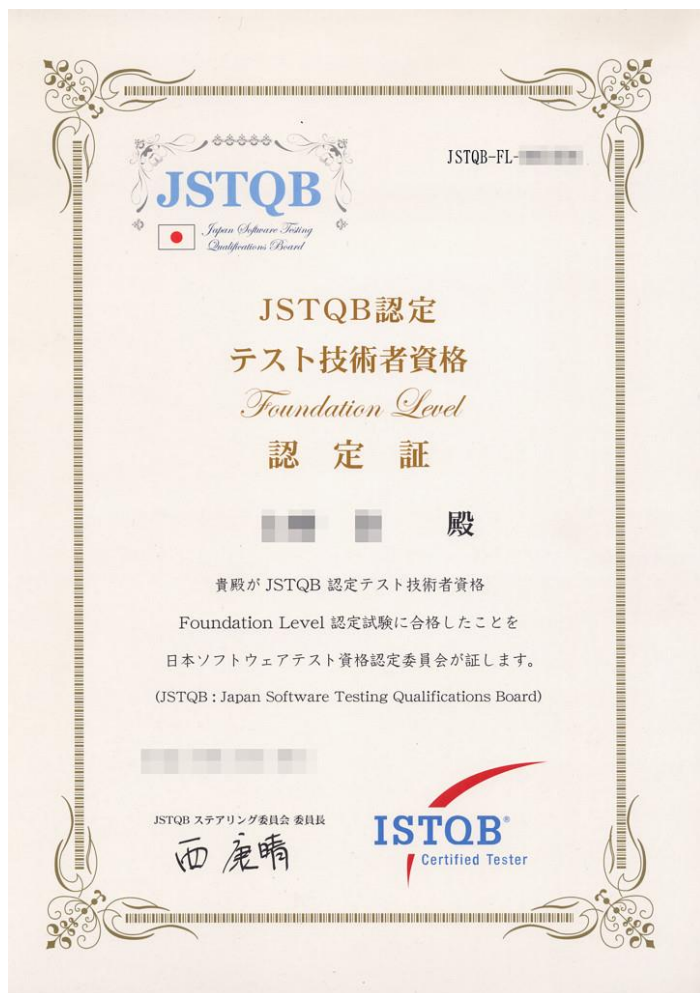 JSTQB-FL-
JSTQB
Japan Software Testing
Qualifications Board
JSTQB認定
テスト技術者資格
Foundation Level
認定証
殿
貴殿が JSTQB 認定テスト技術者資格
Foundation Level 認定試験に合格したことを
日本ソフトウェアテスト資格認定委員会が証します。
(JSTQB : Japan Software Testing Qualifications Board)
JSTQB ステアリング委員会 委員長
西 康晴
ISTQB®
Certified Tester